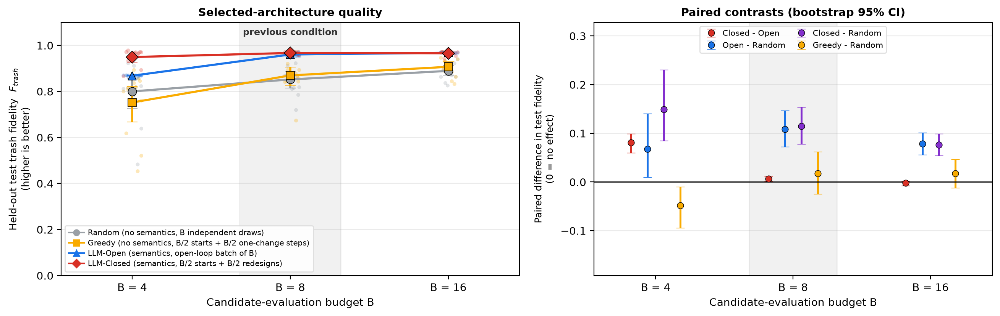 Selected-architecture quality
previous condition
1.0
0.8
0.6
0.4
0.2
0.0
Held-out test trash fidelity F_trash
(higher is better)
Random (no semantics, B independent draws)
Greedy (no semantics, B/2 starts + B/2 one-change steps)
LLM-Open (semantics, open-loop batch of B)
LLM-Closed (semantics, B/2 starts + B/2 redesigns)
B = 4
B = 8
B = 16
Candidate-evaluation budget B
Paired contrasts (bootstrap 95% CI)
Closed - Open
Open - Random
Closed - Random
Greedy - Random
0.3
0.2
0.1
0.0
−0.1
Paired difference in test fidelity
(0 = no effect)
B = 4
B = 8
B = 16
Candidate-evaluation budget B